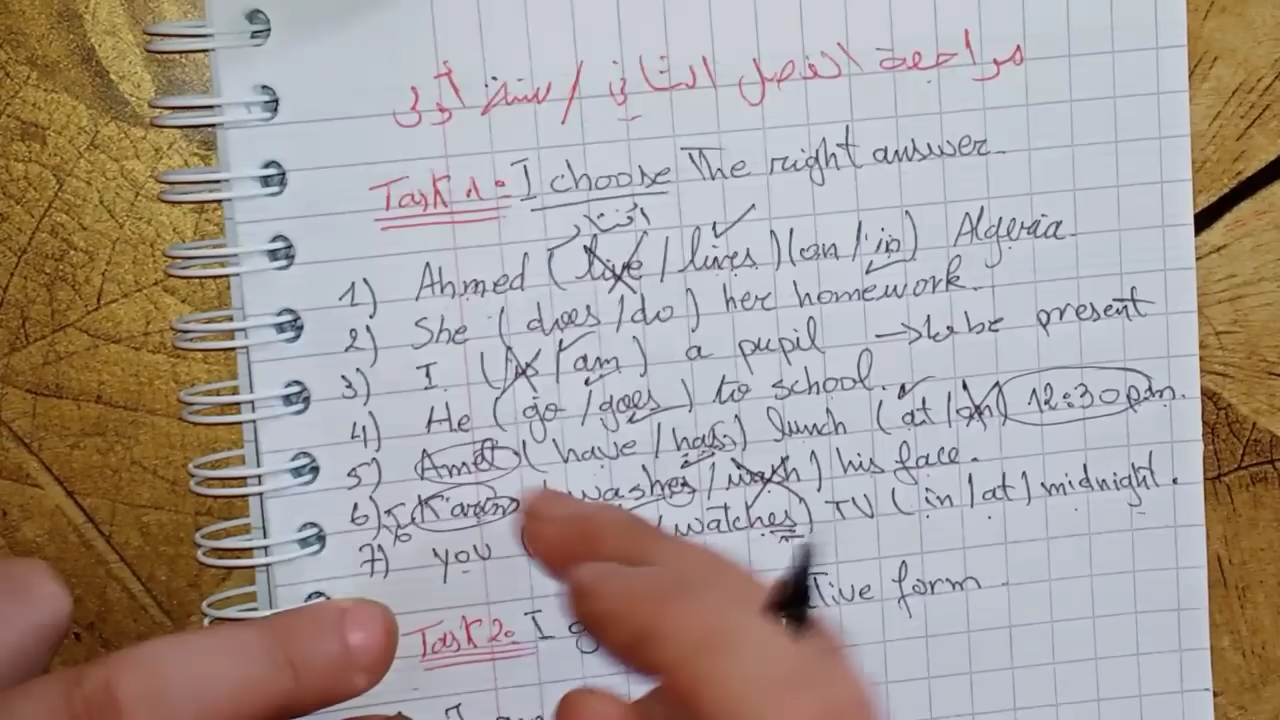 مراجعة الفصل الثاني / سنة أولى
Task 1: I choose The right answer.
اختار
1) Ahmed (live / lives) (on / in) Algeria.
2) She (does / do) her homework.
3) I (is / am) a pupil → to be present
4) He (go / goes) to school.
5) Amet (have / has) lunch (at / on) 12:30 p.m.
6) Karim washes / wash) his face.
7) you ( / watches) TV (in / at) midnight.
Task 2: I g tive form
I